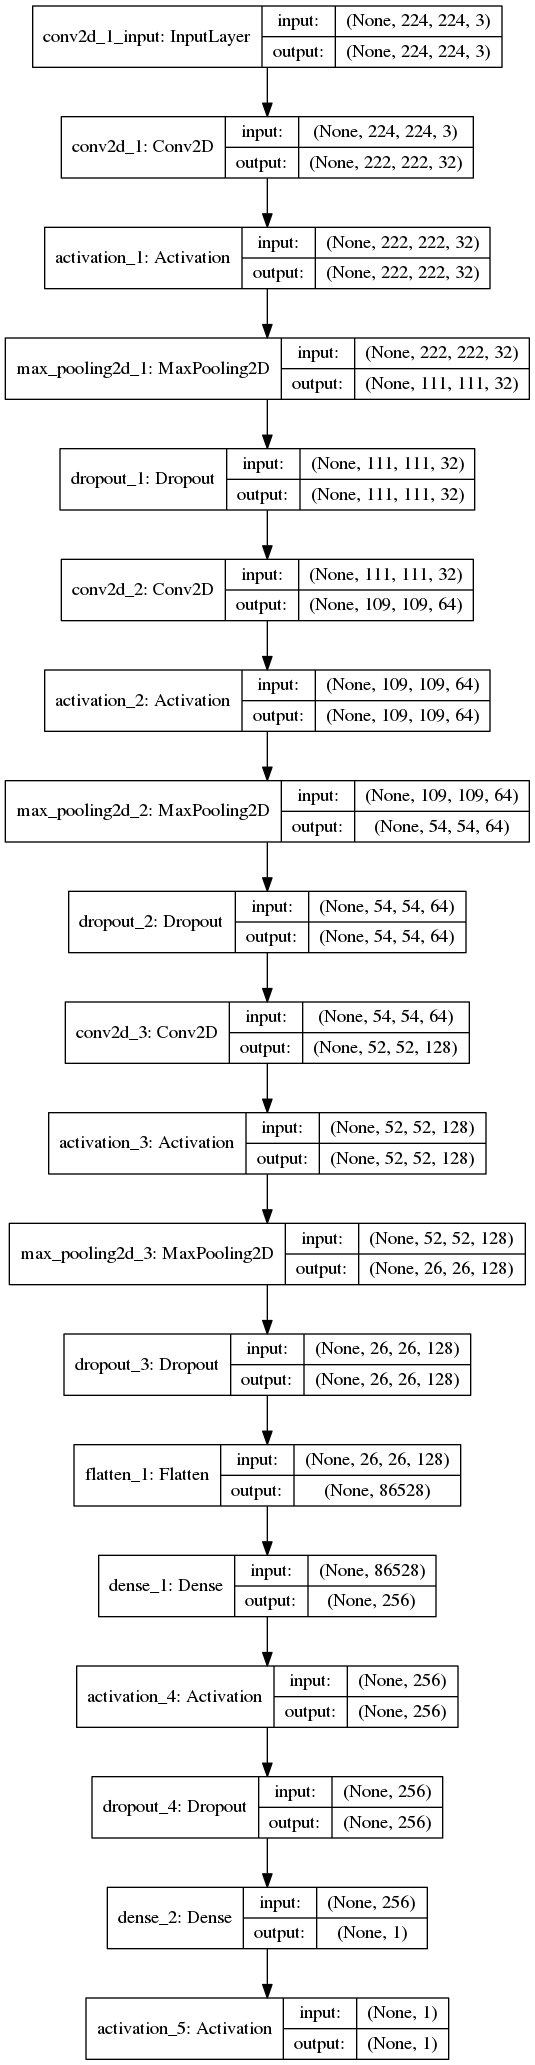 conv2d_1_input: InputLayer
input: (None, 224, 224, 3)
output: (None, 224, 224, 3)
conv2d_1: Conv2D
input: (None, 224, 224, 3)
output: (None, 222, 222, 32)
activation_1: Activation
input: (None, 222, 222, 32)
output: (None, 222, 222, 32)
max_pooling2d_1: MaxPooling2D
input: (None, 222, 222, 32)
output: (None, 111, 111, 32)
dropout_1: Dropout
input: (None, 111, 111, 32)
output: (None, 111, 111, 32)
conv2d_2: Conv2D
input: (None, 111, 111, 32)
output: (None, 109, 109, 64)
activation_2: Activation
input: (None, 109, 109, 64)
output: (None, 109, 109, 64)
max_pooling2d_2: MaxPooling2D
input: (None, 109, 109, 64)
output: (None, 54, 54, 64)
dropout_2: Dropout
input: (None, 54, 54, 64)
output: (None, 54, 54, 64)
conv2d_3: Conv2D
input: (None, 54, 54, 64)
output: (None, 52, 52, 128)
activation_3: Activation
input: (None, 52, 52, 128)
output: (None, 52, 52, 128)
max_pooling2d_3: MaxPooling2D
input: (None, 52, 52, 128)
output: (None, 26, 26, 128)
dropout_3: Dropout
input: (None, 26, 26, 128)
output: (None, 26, 26, 128)
flatten_1: Flatten
input: (None, 26, 26, 128)
output: (None, 86528)
dense_1: Dense
input: (None, 86528)
output: (None, 256)
activation_4: Activation
input: (None, 256)
output: (None, 256)
dropout_4: Dropout
input: (None, 256)
output: (None, 256)
dense_2: Dense
input: (None, 256)
output: (None, 1)
activation_5: Activation
input: (None, 1)
output: (None, 1)